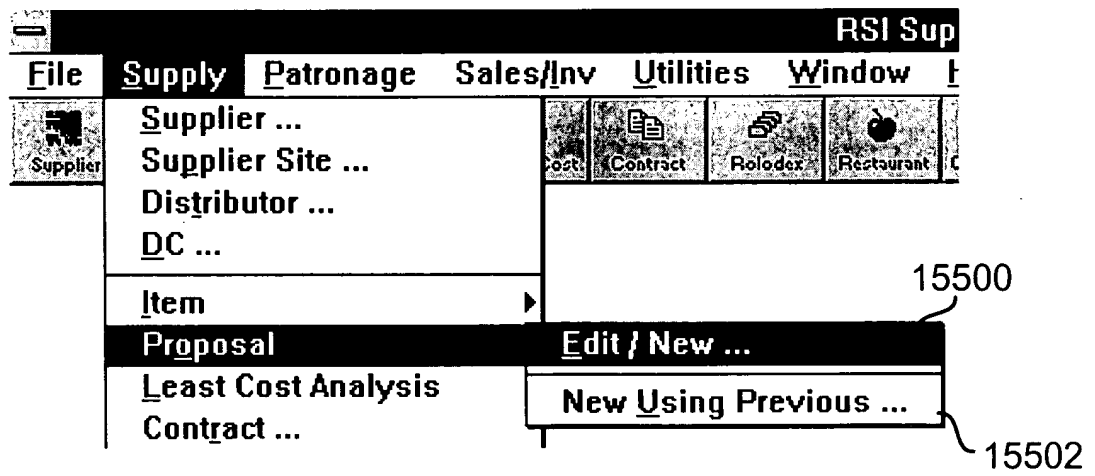 RSI Sup
File Supply Patronage Sales/Inv Utilities Window H
Supplier Cost Contract Rolodex Restaurant
Supplier ...
Supplier Site ...
Distributor ...
DC ...
Item
Proposal
Least Cost Analysis
Contract ...
15500
Edit / New ...
New Using Previous ...
15502